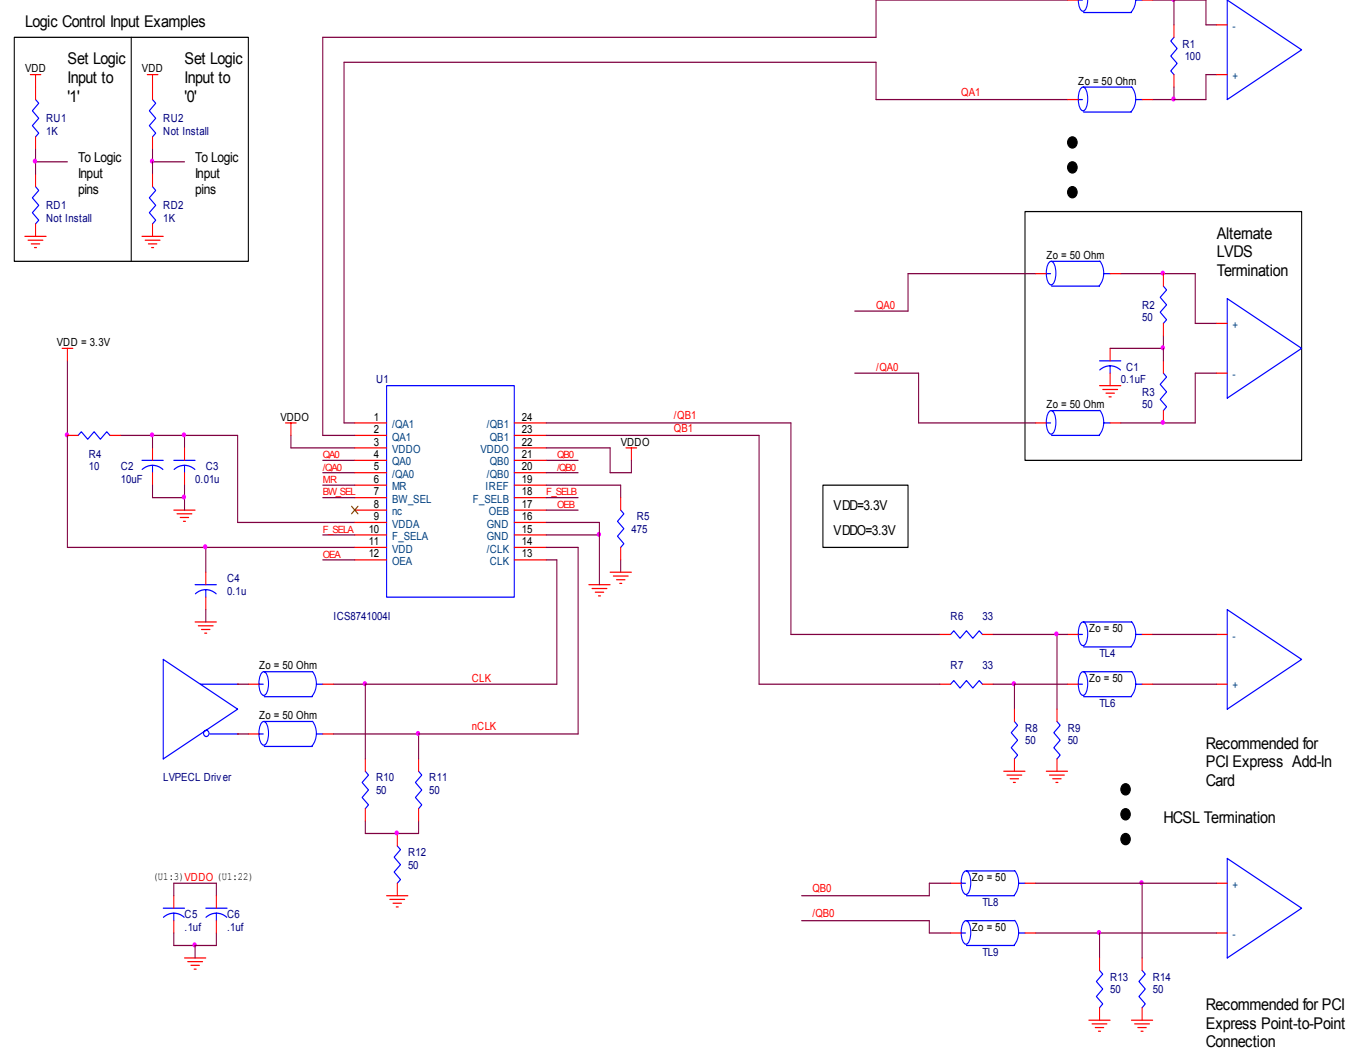 Logic Control Input Examples
VDD
Set Logic
Input to
'1'
RU1
1K
To Logic
Input
pins
RD1
Not Install
VDD
Set Logic
Input to
'0'
RU2
Not Install
To Logic
Input
pins
RD2
1K
R1
100
-
+
QA1
Zo = 50 Ohm
Alternate
LVDS
Termination
Zo = 50 Ohm
QA0
R2
50
+
C1
0.1uF
-
/QA0
R3
50
Zo = 50 Ohm
VDD = 3.3V
R4
10
C2
10uF
C3
0.01u
C4
0.1u
U1
VDDO
1 /QA1
2 QA1
3 VDDO
QA0 4 QA0
/QA0 5 /QA0
MR 6 MR
BW_SEL 7 BW_SEL
8 nc
9 VDDA
F_SELA 10 F_SELA
11 VDD
OEA 12 OEA
/QB1 24 /QB1
QB1 23 QB1
VDDO 22 VDDO
QB0 21 QB0
/QB0 20 /QB0
IREF 19
F_SELB 18 F_SELB
OEB 17 OEB
GND 16
GND 15
/CLK 14
CLK 13
ICS8741004I
R5
475
VDD=3.3V
VDDO=3.3V
Zo = 50 Ohm
CLK
Zo = 50 Ohm
nCLK
LVPECL Driver
R10
50
R11
50
R12
50
(U1:3) VDDO (U1:22)
C5
.1uf
C6
.1uf
R6 33
Zo = 50
TL4
-
R7 33
Zo = 50
TL6
+
R8
50
R9
50
Recommended for
PCI Express Add-In
Card
HCSL Termination
QB0
Zo = 50
TL8
+
/QB0
Zo = 50
TL9
-
R13
50
R14
50
Recommended for PCI
Express Point-to-Point
Connection